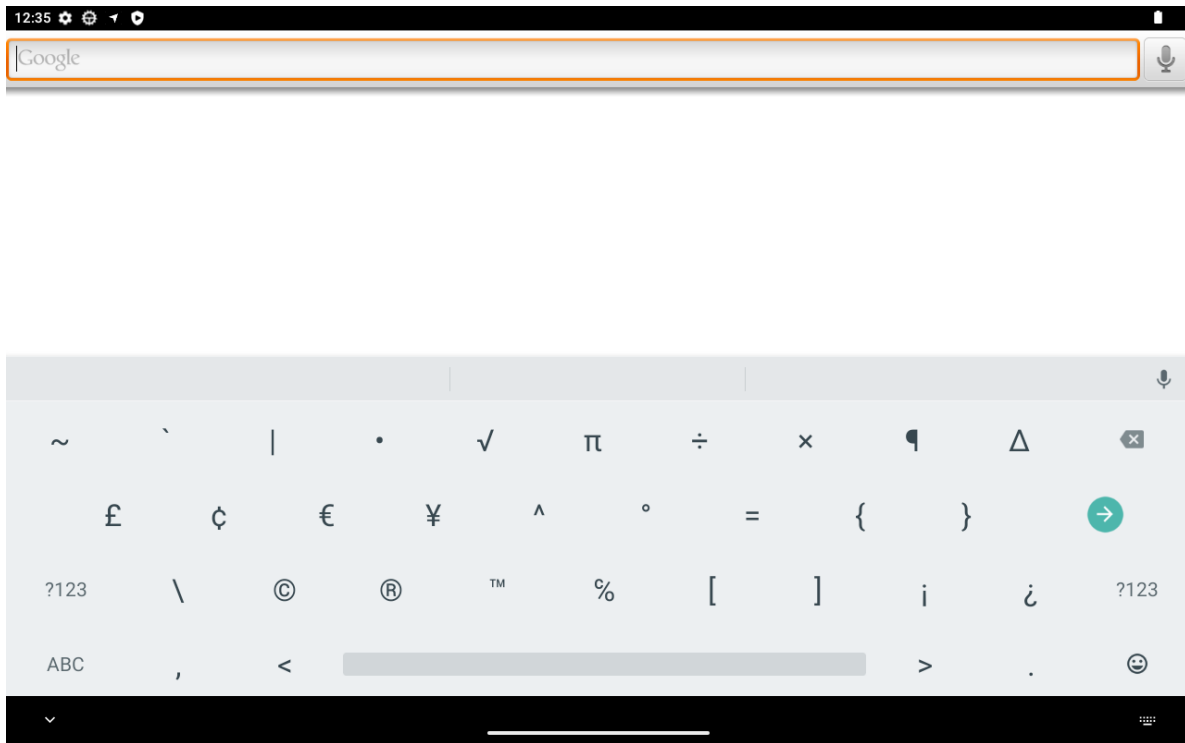 12:35
Google
~ ` | • √ π ÷ × ¶ Δ
£ ¢ € ¥ ^ ° = { }
?123 \ © ® ™ ℅ [ ] ¡ ¿ ?123
ABC , < > .